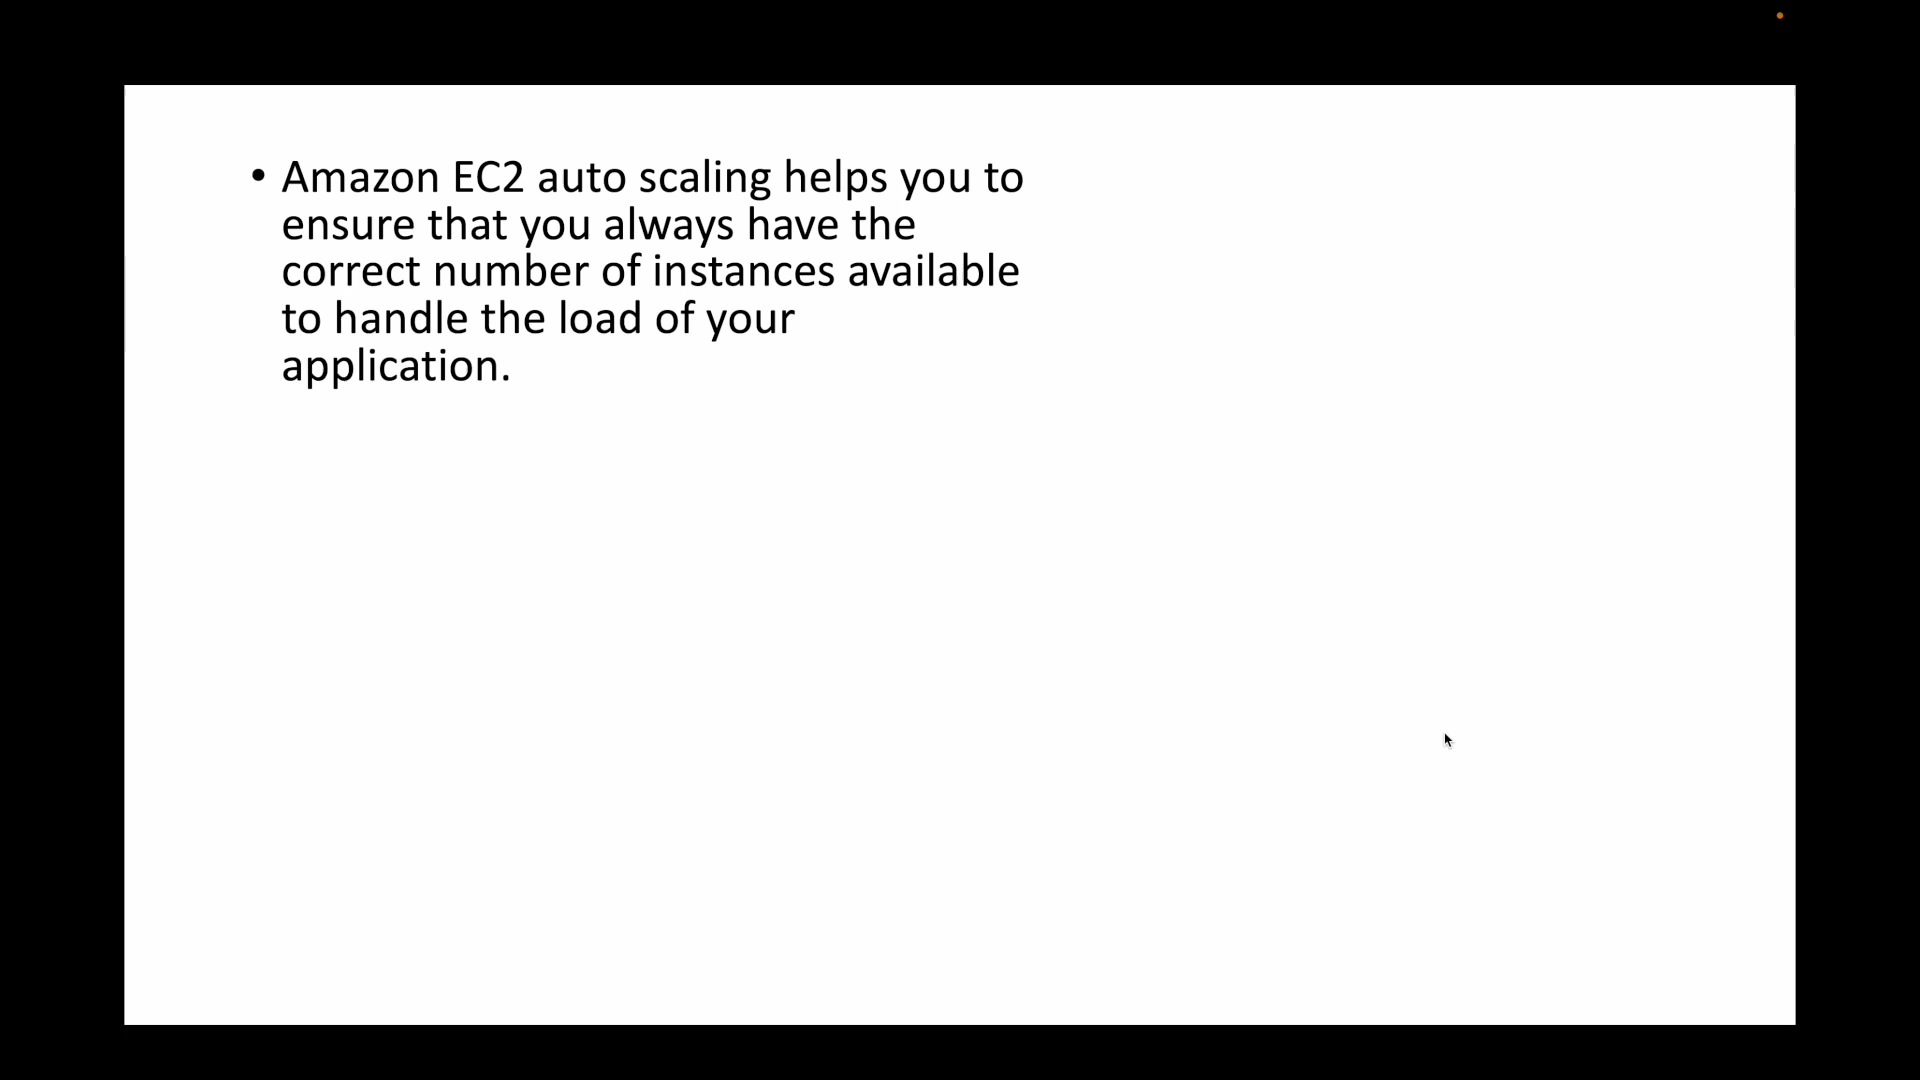 • Amazon EC2 auto scaling helps you to
ensure that you always have the
correct number of instances available
to handle the load of your
application.